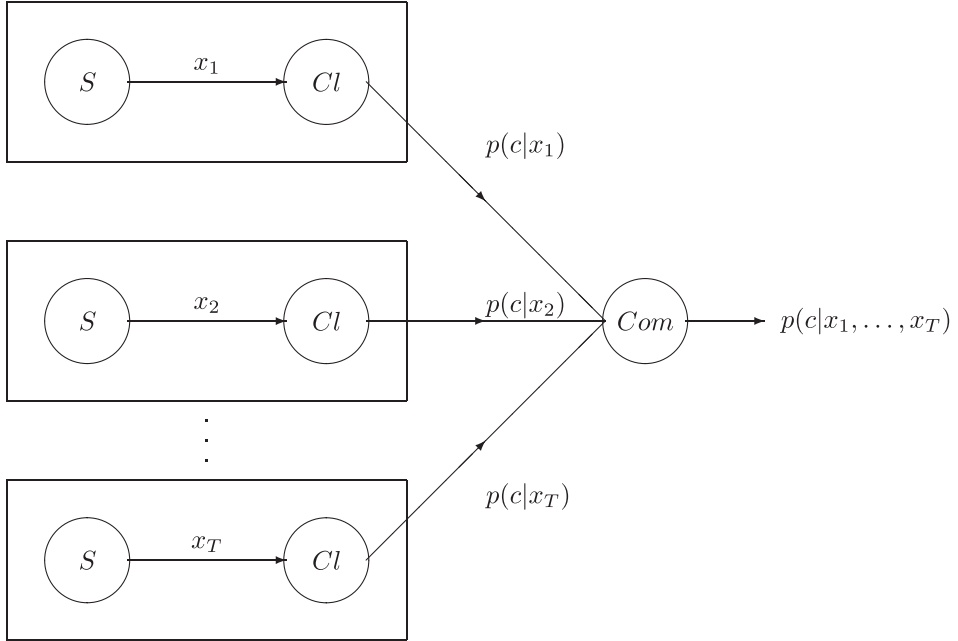 x_1
S
Cl
p(c|x_1)
x_2
S
Cl
p(c|x_2)
Com
p(c|x_1, . . . , x_T)
x_T
S
Cl
p(c|x_T)